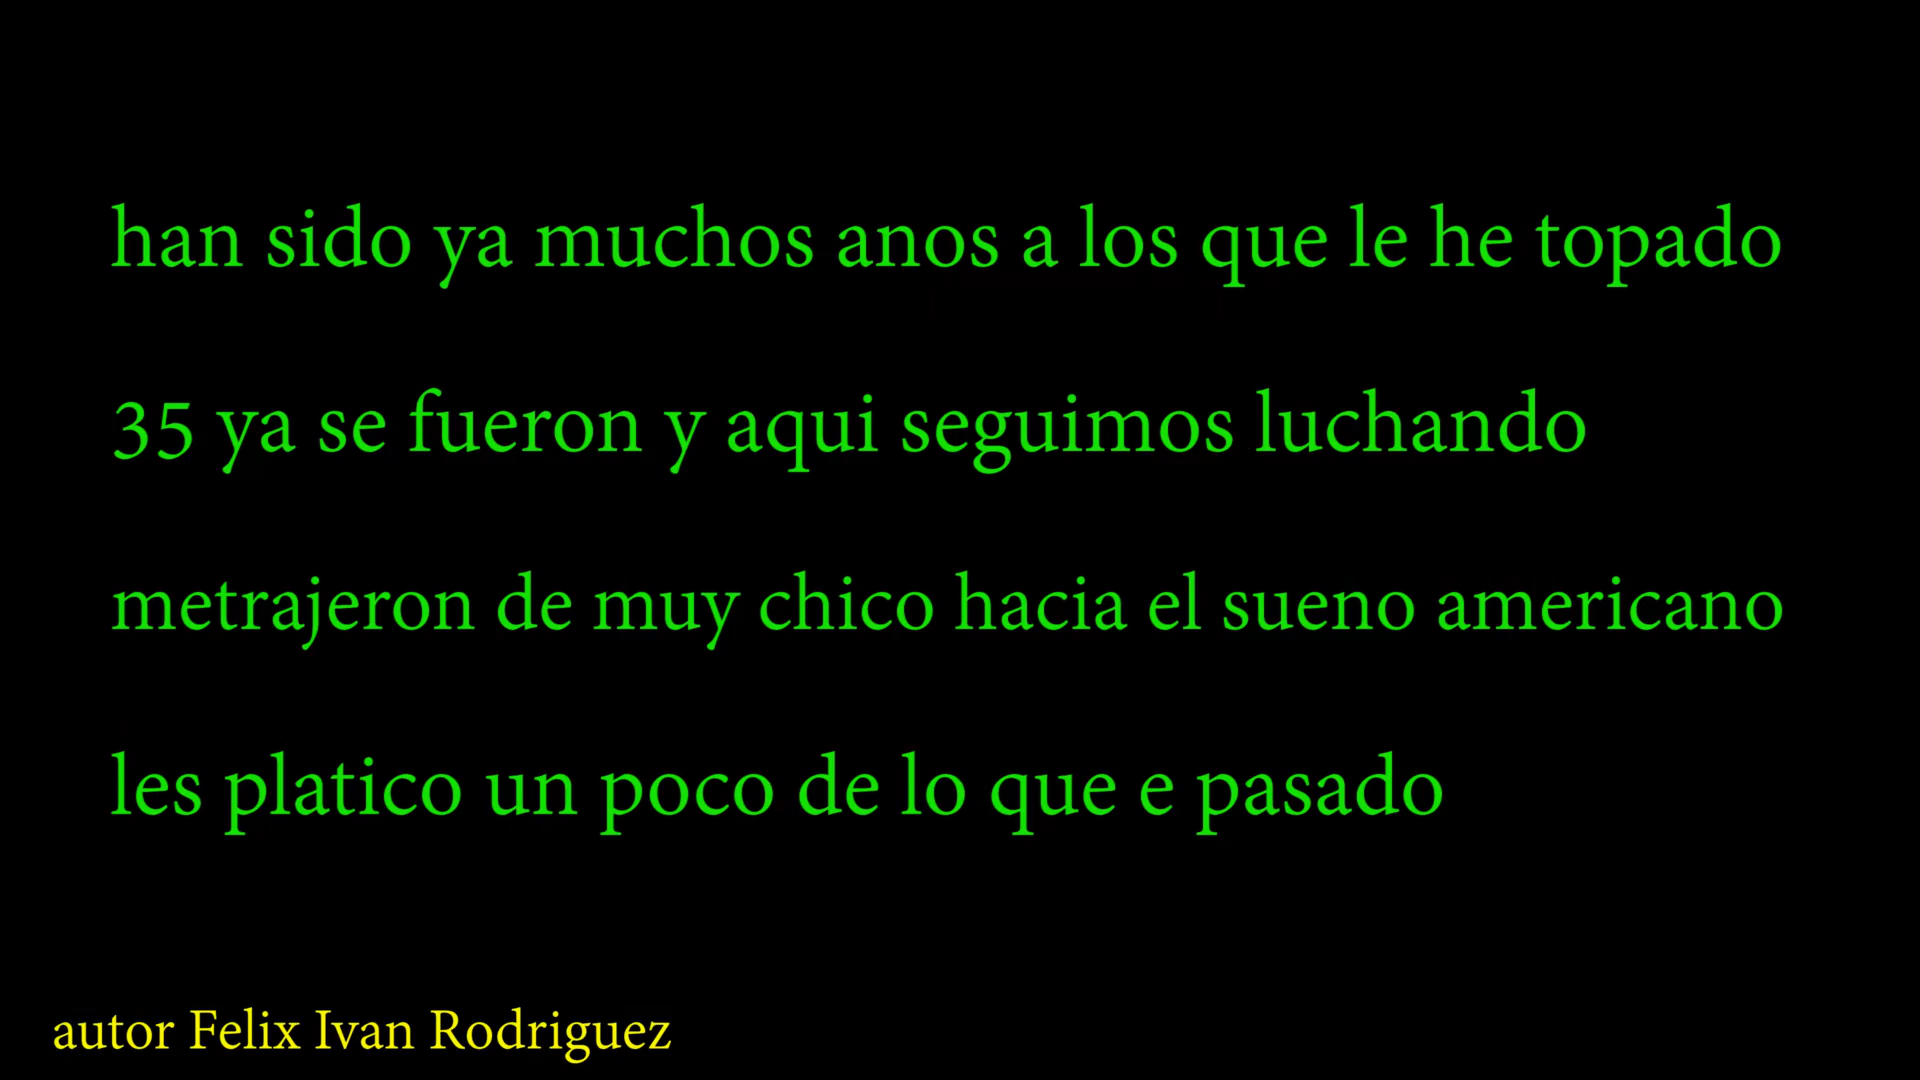 han sido ya muchos anos a los que le he topado
35 ya se fueron y aqui seguimos luchando
metrajeron de muy chico hacia el sueno americano
les platico un poco de lo que e pasado
autor Felix Ivan Rodriguez